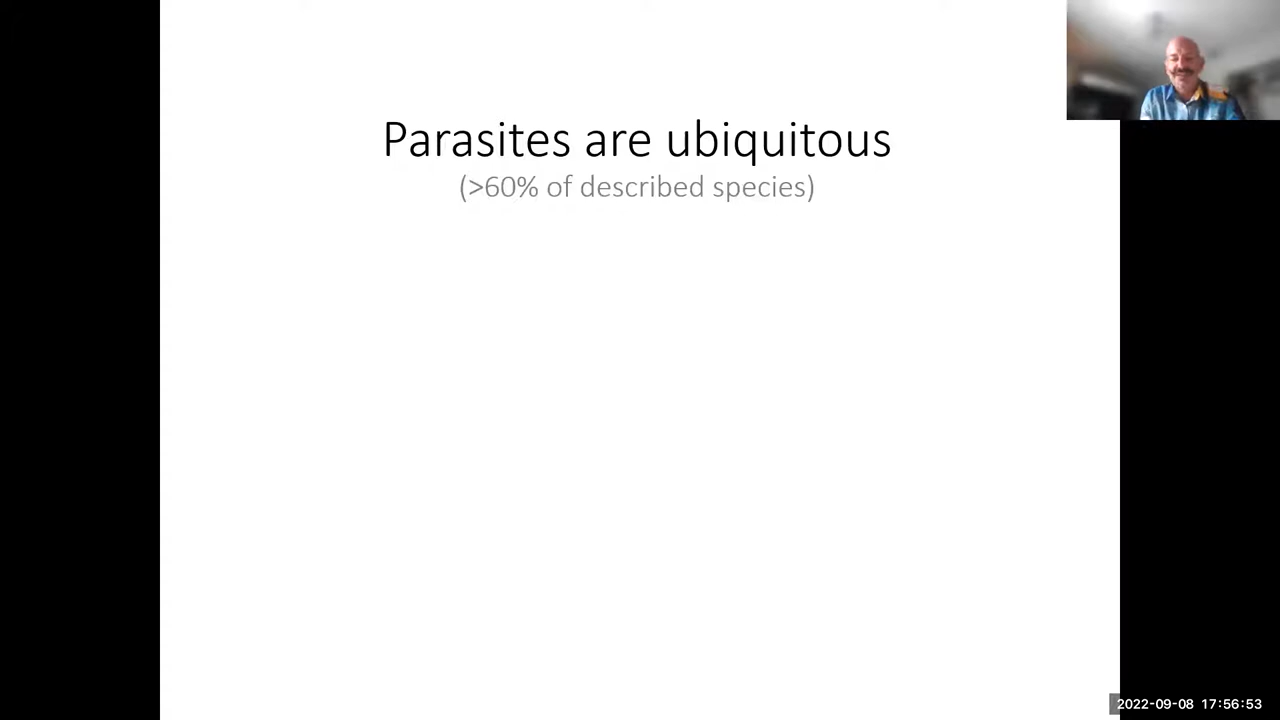 Parasites are ubiquitous
(>60% of described species)
2022-09-08 17:56:53